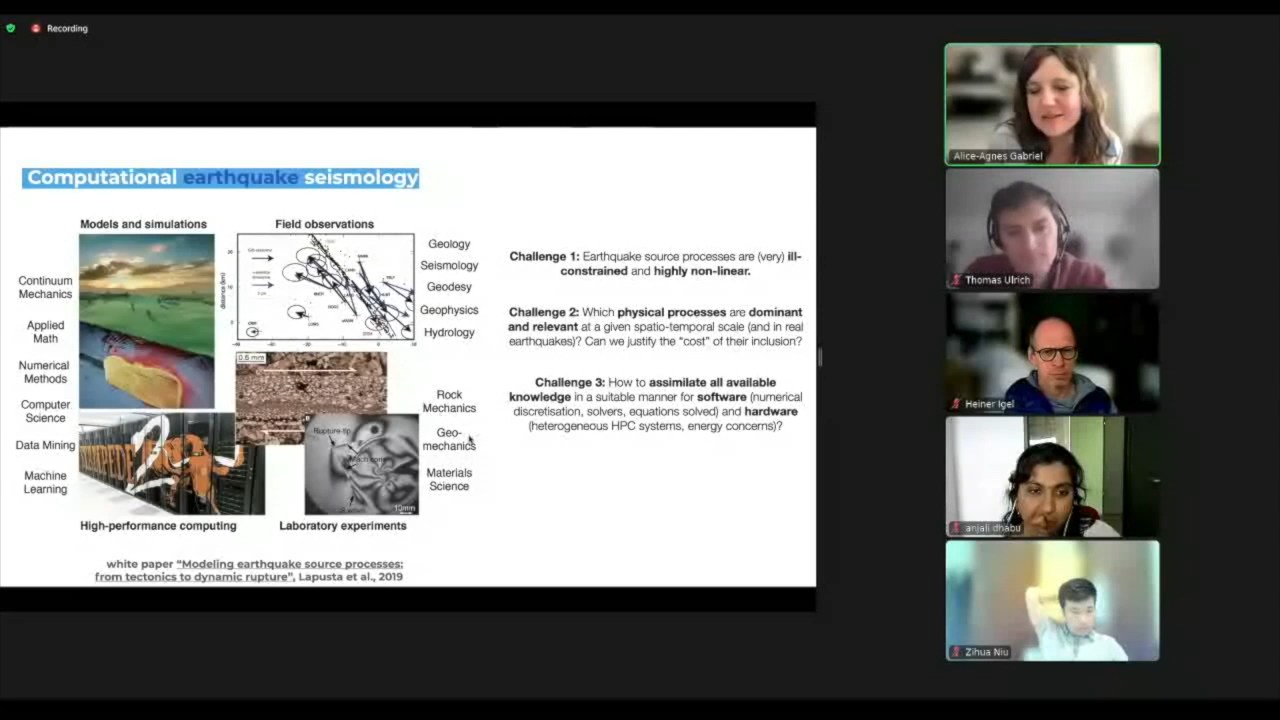 Recording
Computational earthquake seismology
Models and simulations
Field observations
Continuum
Mechanics
Applied
Math
Numerical
Methods
Computer
Science
Data Mining
Machine
Learning
Geology
Seismology
Geodesy
Geophysics
Hydrology
distance (km)
0.5 mm
Rock
Mechanics
Geo-
mechanics
Materials
Science
Rupture-tip
10mm
High-performance computing
Laboratory experiments
white paper "Modeling earthquake source processes:
from tectonics to dynamic rupture", Lapusta et al., 2019
Challenge 1: Earthquake source processes are (very) ill-
constrained and highly non-linear.
Challenge 2: Which physical processes are dominant
and relevant at a given spatio-temporal scale (and in real
earthquakes)? Can we justify the “cost” of their inclusion?
Challenge 3: How to assimilate all available
knowledge in a suitable manner for software (numerical
discretisation, solvers, equations solved) and hardware
(heterogeneous HPC systems, energy concerns)?
Alice-Agnes Gabriel
Thomas Ulrich
Heiner Igel
anjali dhabu
Zihua Niu